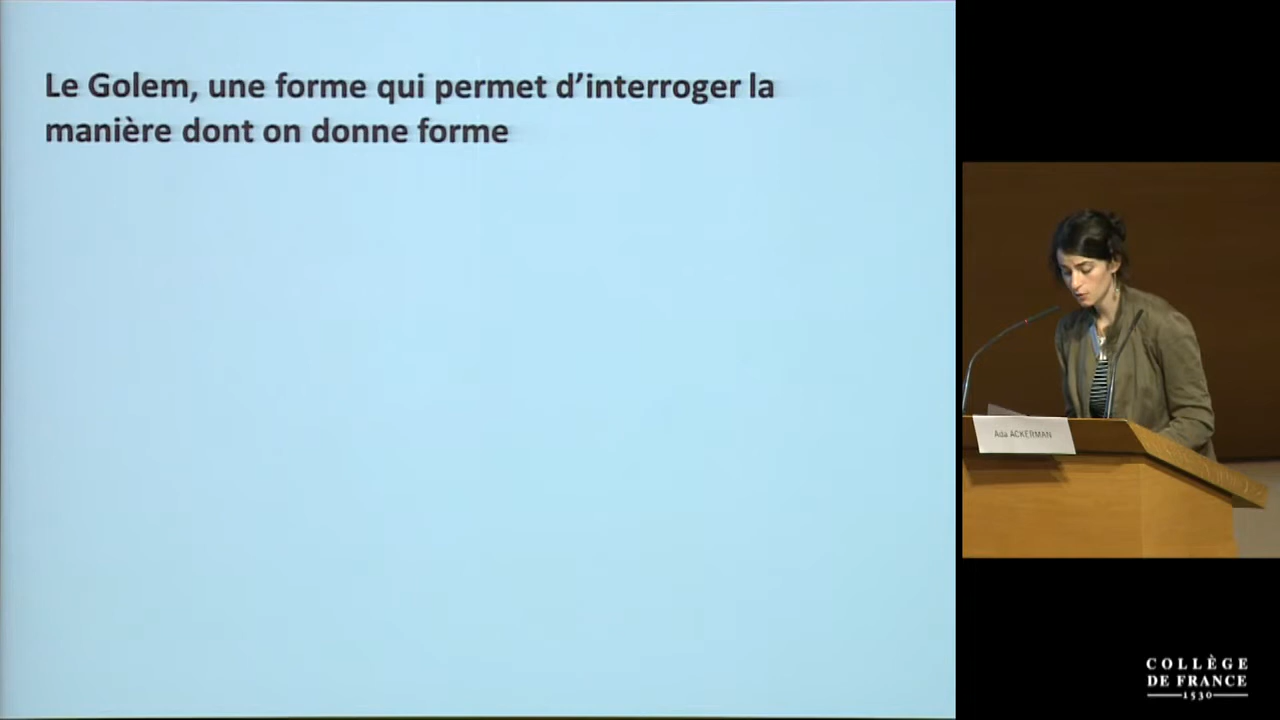 Le Golem, une forme qui permet d’interroger la
manière dont on donne forme
Ada ACKERMAN
COLLÈGE
DE FRANCE
1530